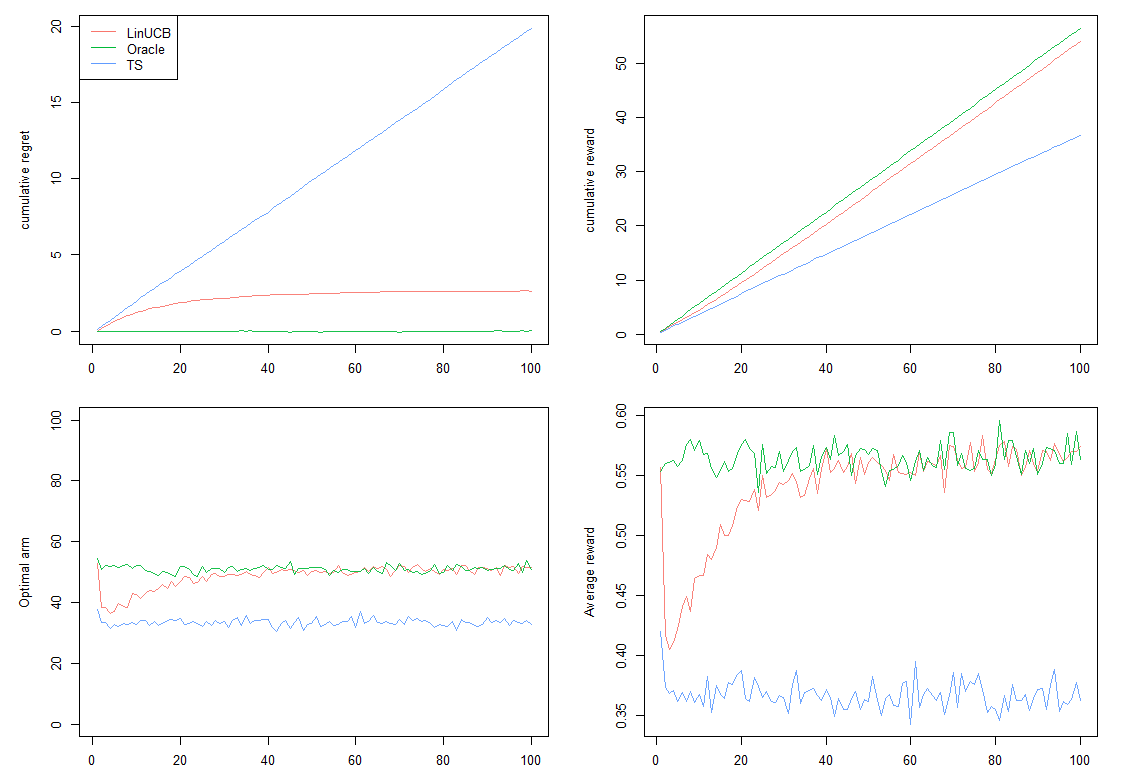 cumulative regret
0
5
10
15
20
LinUCB
Oracle
TS
0 20 40 60 80 100
cumulative reward
0
10
20
30
40
50
0 20 40 60 80 100
Optimal arm
0
20
40
60
80
100
0 20 40 60 80 100
Average reward
0.35
0.40
0.45
0.50
0.55
0.60
0 20 40 60 80 100